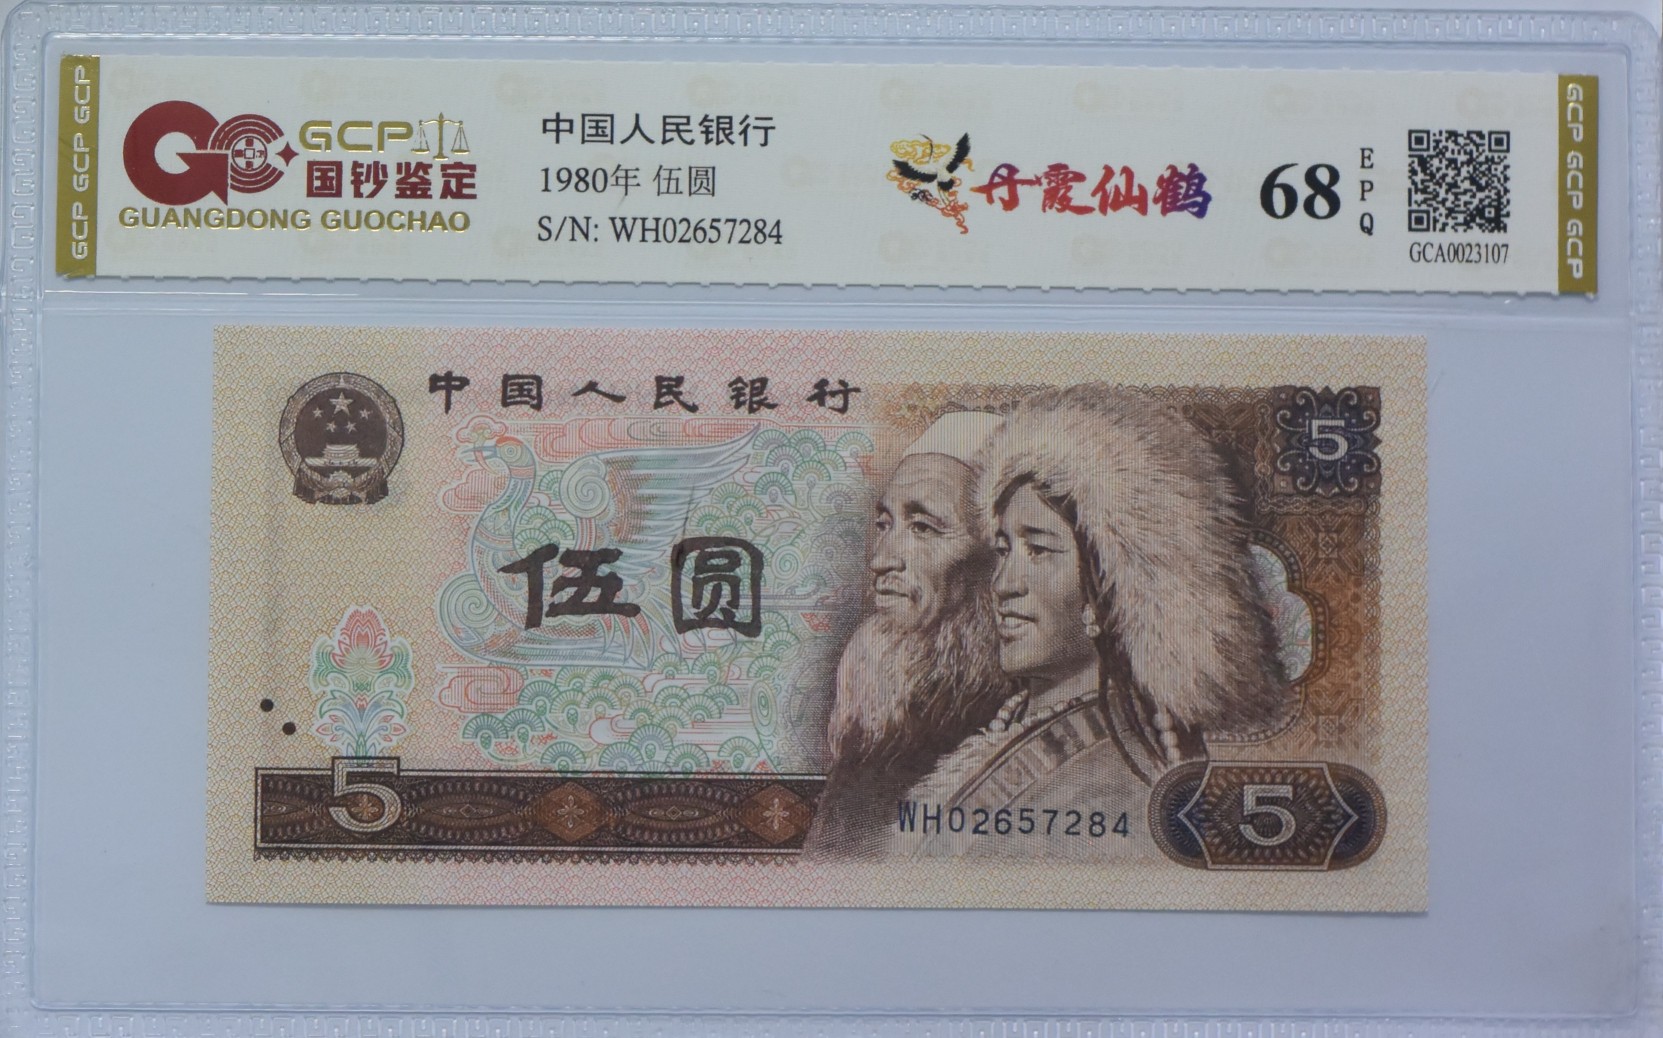 GCP GCP GCP
GCP
国钞鉴定
GUANGDONG GUOCHAO
中国人民银行
1980年 伍圆
S/N: WH02657284
丹霞仙鹤
68
EPQ
GCA0023107
GCP GCP GCP
中国人民银行
5
伍圆
5
WH02657284
5